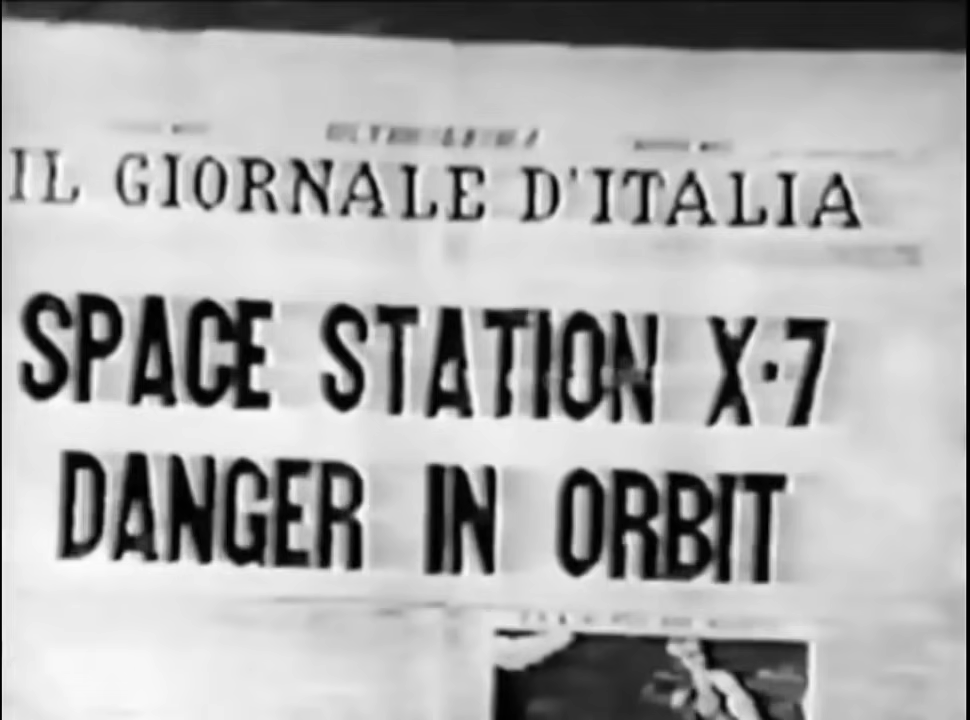 IL GIORNALE D'ITALIA
SPACE STATION X-7
DANGER IN ORBIT